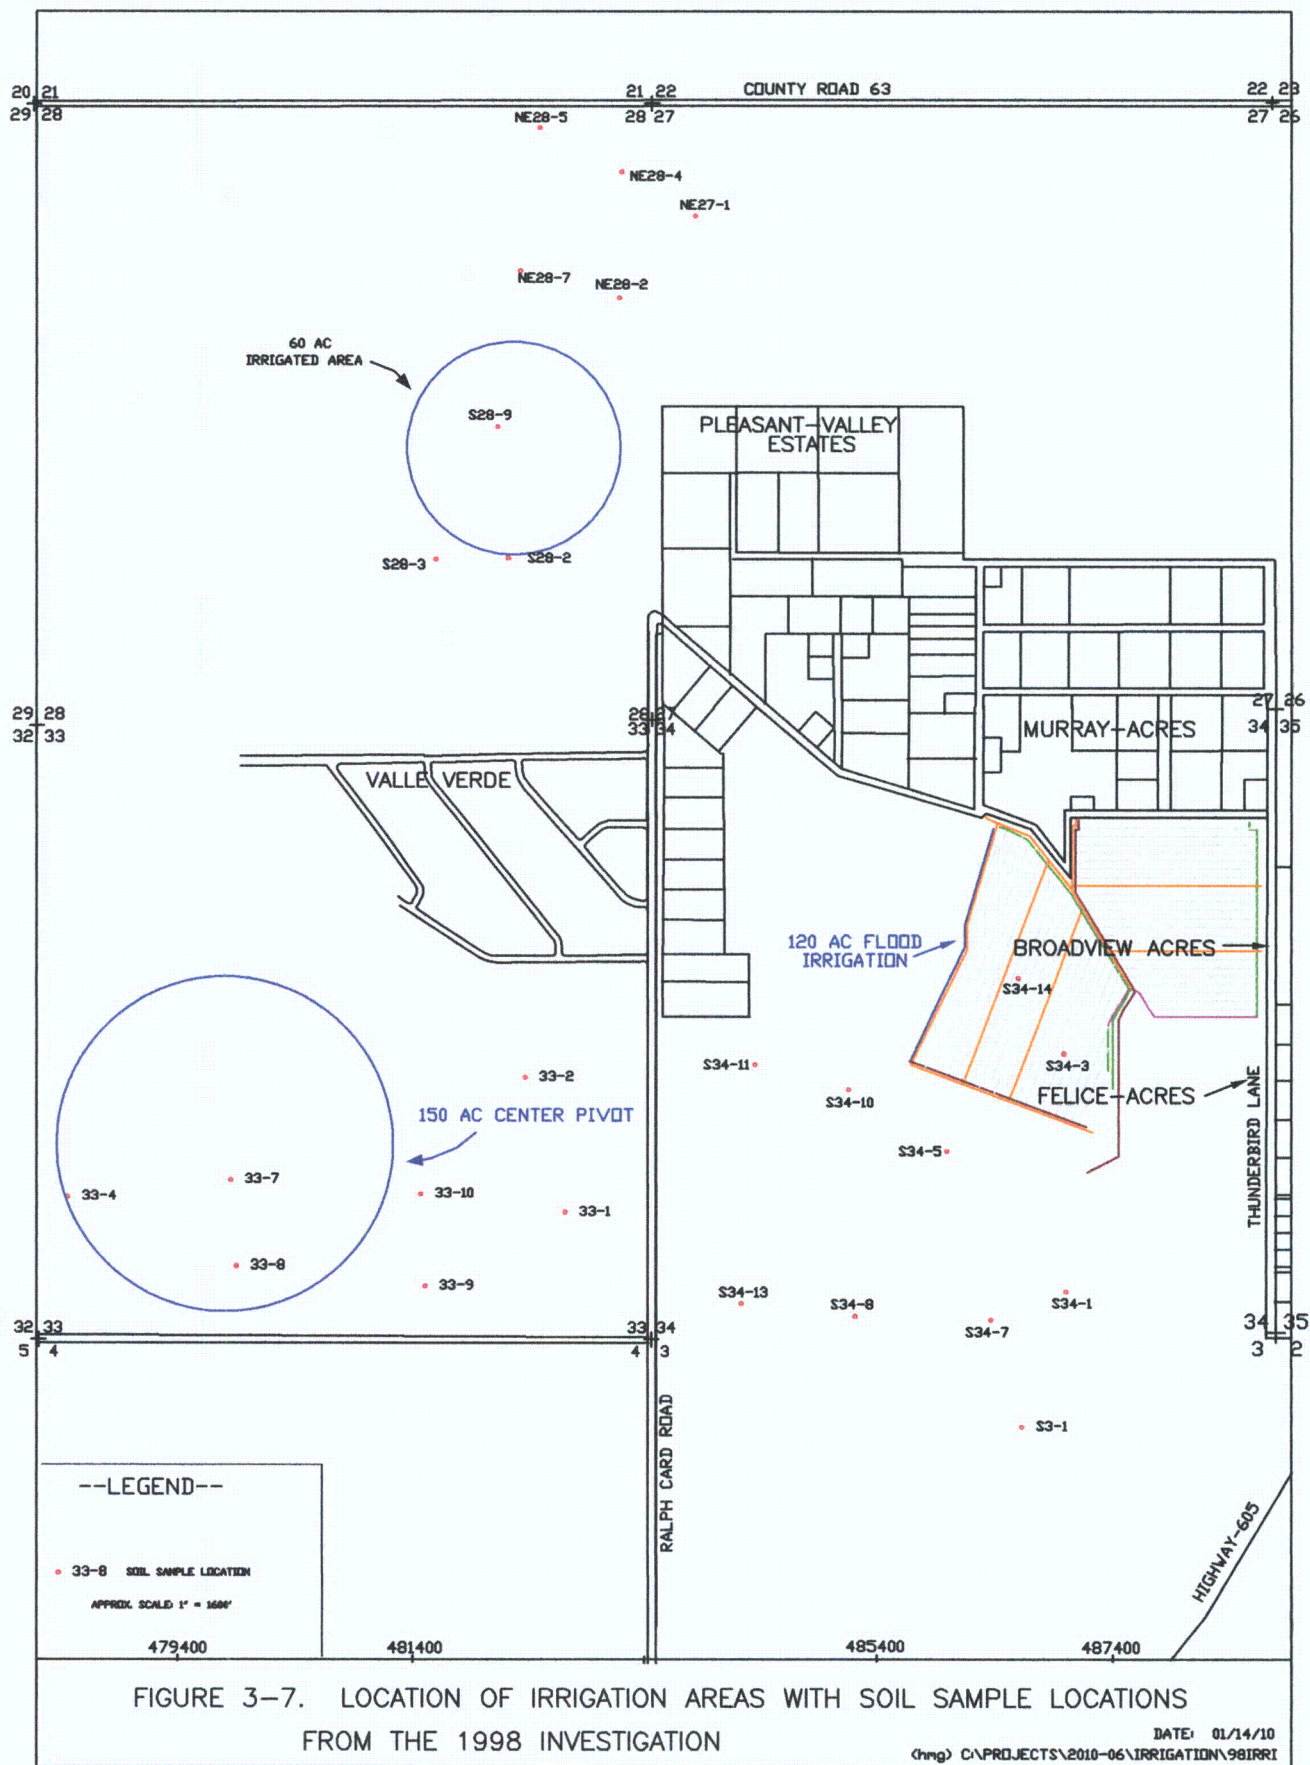 20 21
29 28
21 22
28 27
COUNTY ROAD 63
22 23
27 26
NE28-5
NE28-4
NE27-1
NE28-7
NE28-2
60 AC
IRRIGATED AREA
S28-9
PLEASANT-VALLEY
ESTATES
S28-3
S28-2
29 28
32 33
28 27
33 34
27 26
34 35
MURRAY-ACRES
VALLE VERDE
120 AC FLOOD
IRRIGATION
BROADVIEW ACRES
S34-14
S34-11
S34-3
33-2
S34-10
FELICE-ACRES
THUNDERBIRD LANE
150 AC CENTER PIVOT
S34-5
33-7
33-4
33-10
33-1
33-8
33-9
S34-13
S34-8
S34-1
S34-7
32 33
5 4
33 34
4 3
34 35
3 2
S3-1
RALPH CARD ROAD
HIGHWAY-605
--LEGEND--
33-8 SOIL SAMPLE LOCATION
APPROX. SCALE: 1" = 1600'
479400
481400
485400
487400
FIGURE 3-7. LOCATION OF IRRIGATION AREAS WITH SOIL SAMPLE LOCATIONS
FROM THE 1998 INVESTIGATION
DATE: 01/14/10
(hmg) C:\PROJECTS\2010-06\IRRIGATION\98IRRI